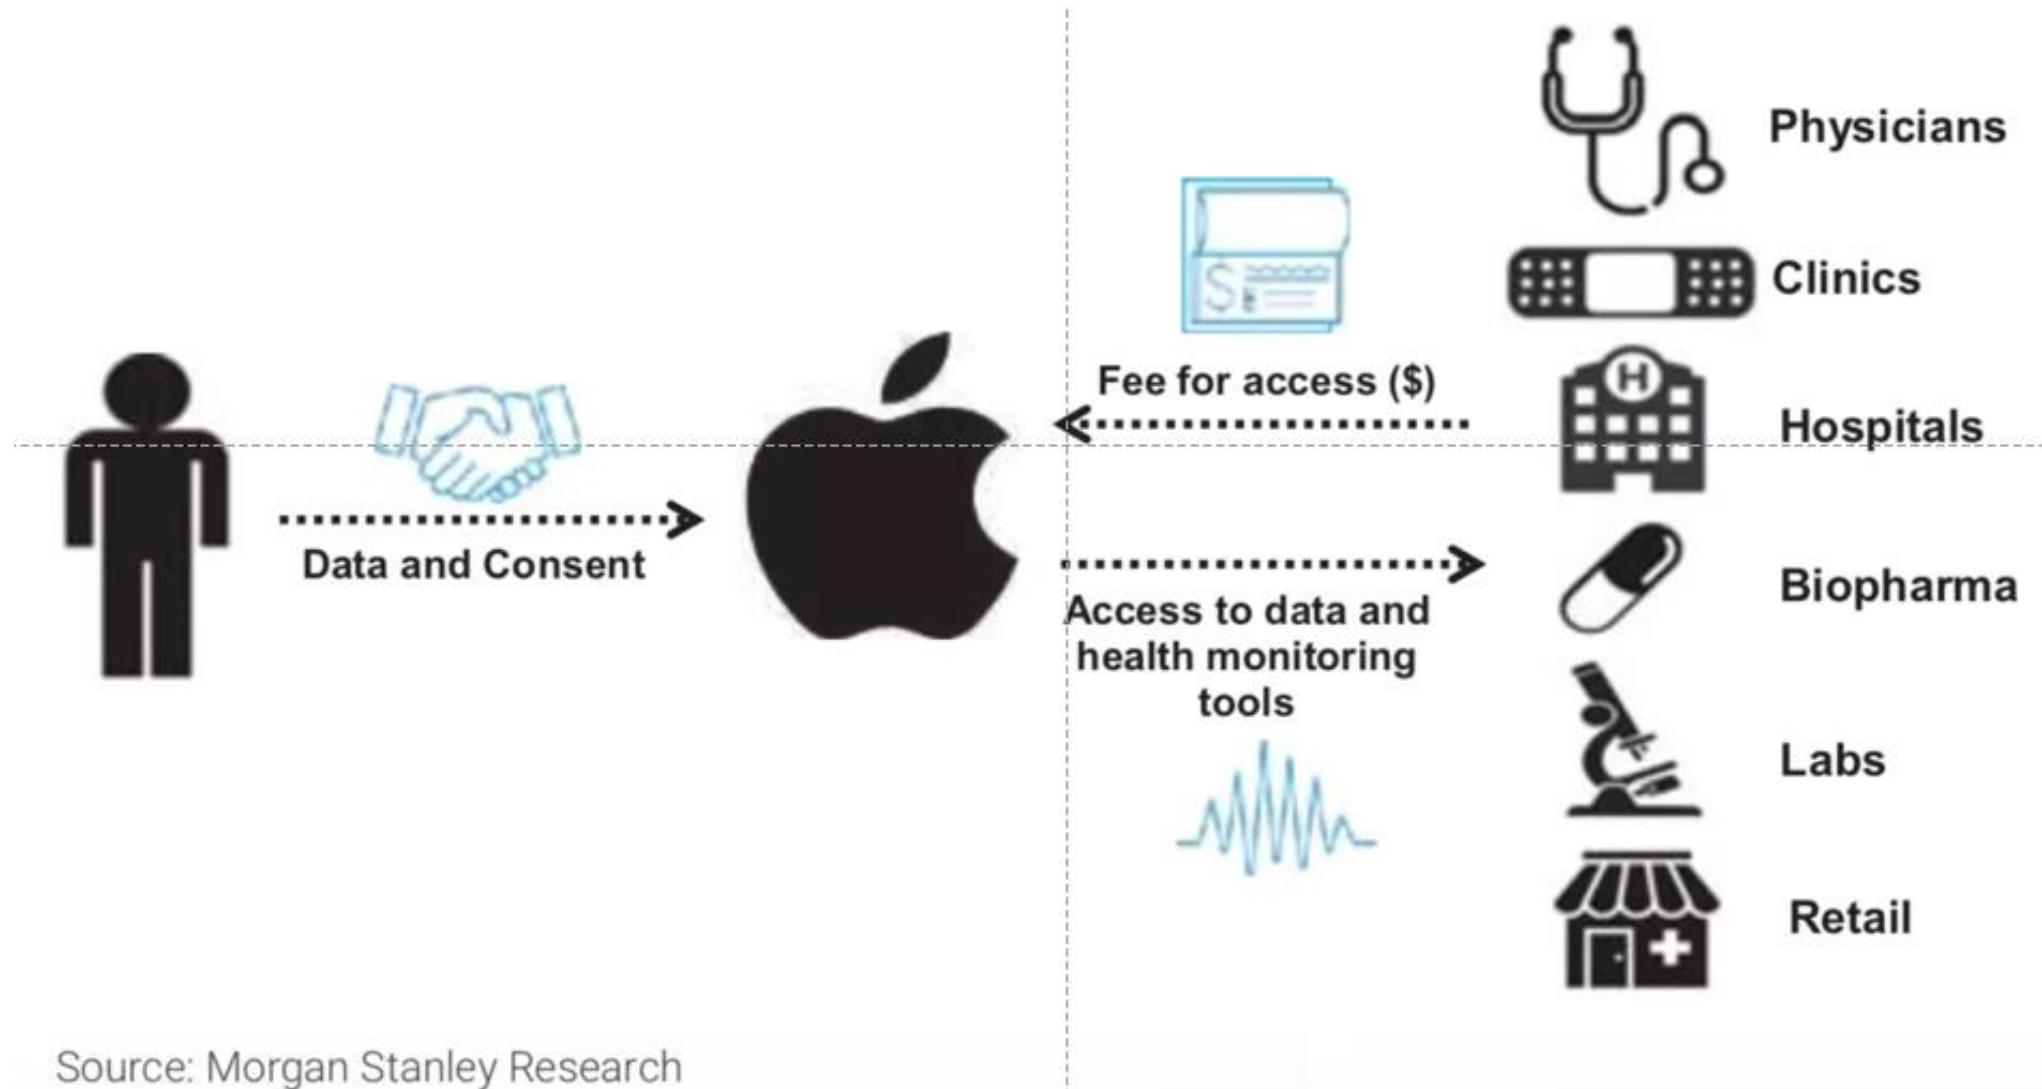 Physicians
Clinics
Fee for access ($)
Hospitals
Data and Consent
Biopharma
Access to data and
health monitoring
tools
Labs
Retail
Source: Morgan Stanley Research
$
H